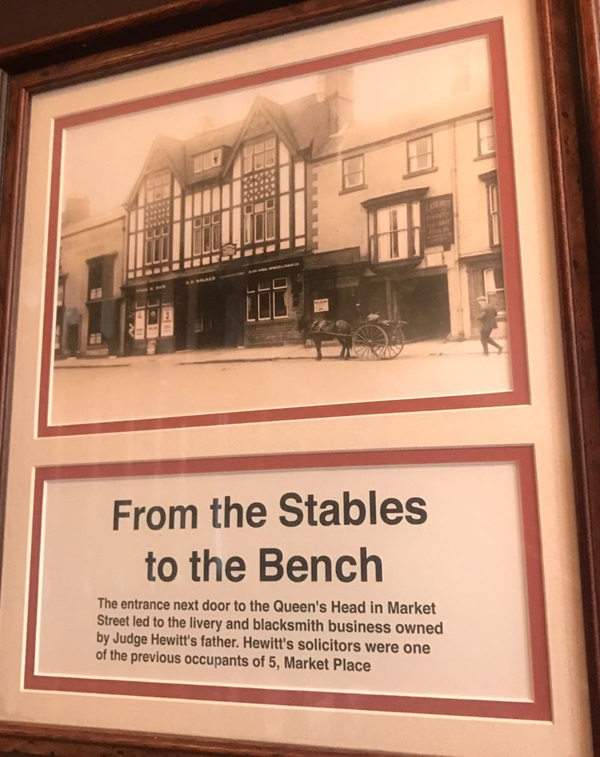 From the Stables
to the Bench
The entrance next door to the Queen's Head in Market
Street led to the livery and blacksmith business owned
by Judge Hewitt's father. Hewitt's solicitors were one
of the previous occupants of 5, Market Place